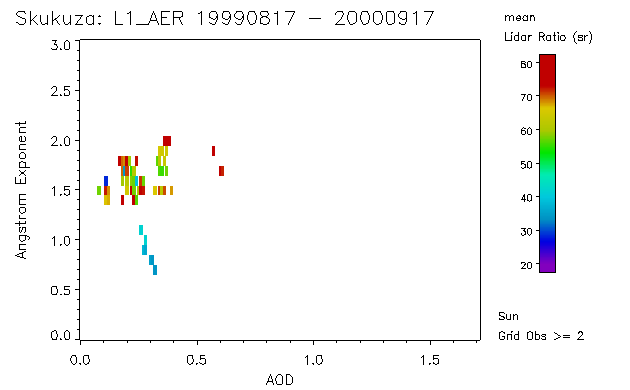 Skukuza: L1_AER 19990817 - 20000917
mean
Lidar Ratio (sr)
3.0
2.5
2.0
1.5
1.0
0.5
0.0
Angstrom Exponent
0.0 0.5 1.0 1.5
AOD
80
70
60
50
40
30
20
Sun
Grid Obs >= 2